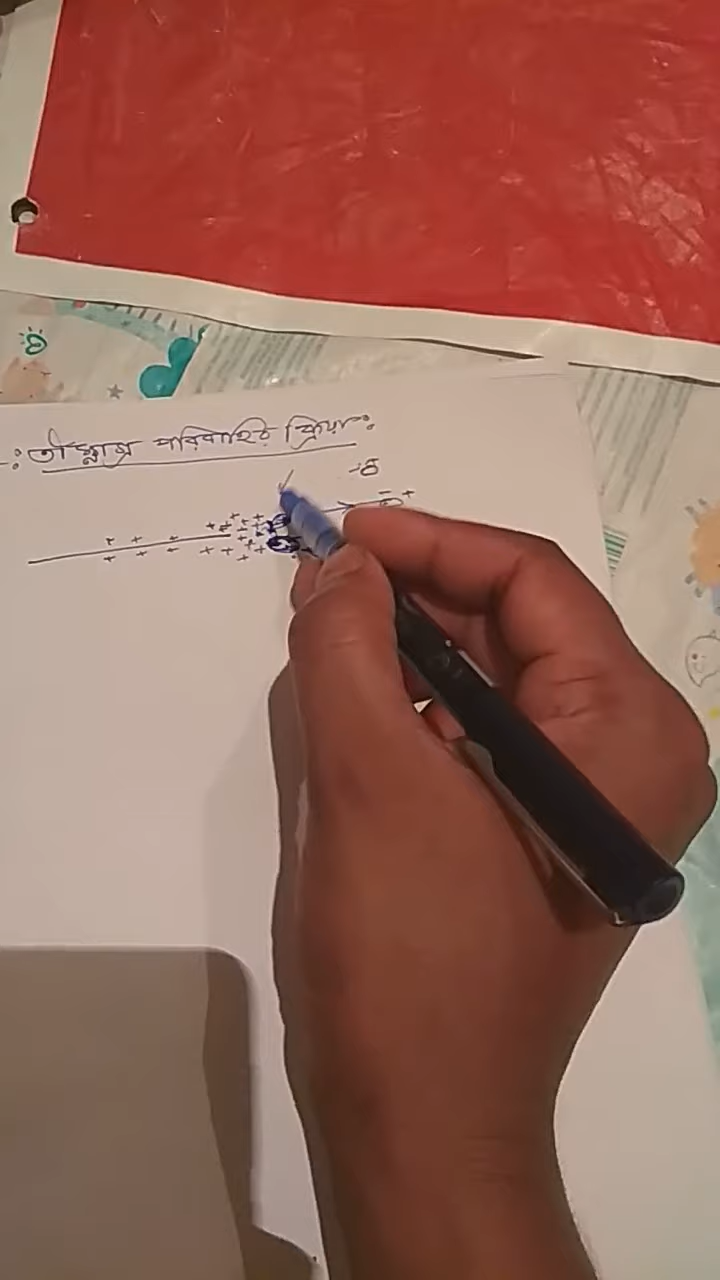 :তীক্ষ্ণাগ্র পরিবাহির ক্রিয়া:
-ē
- +
+ + + + + + + + +
+ + + + + + +